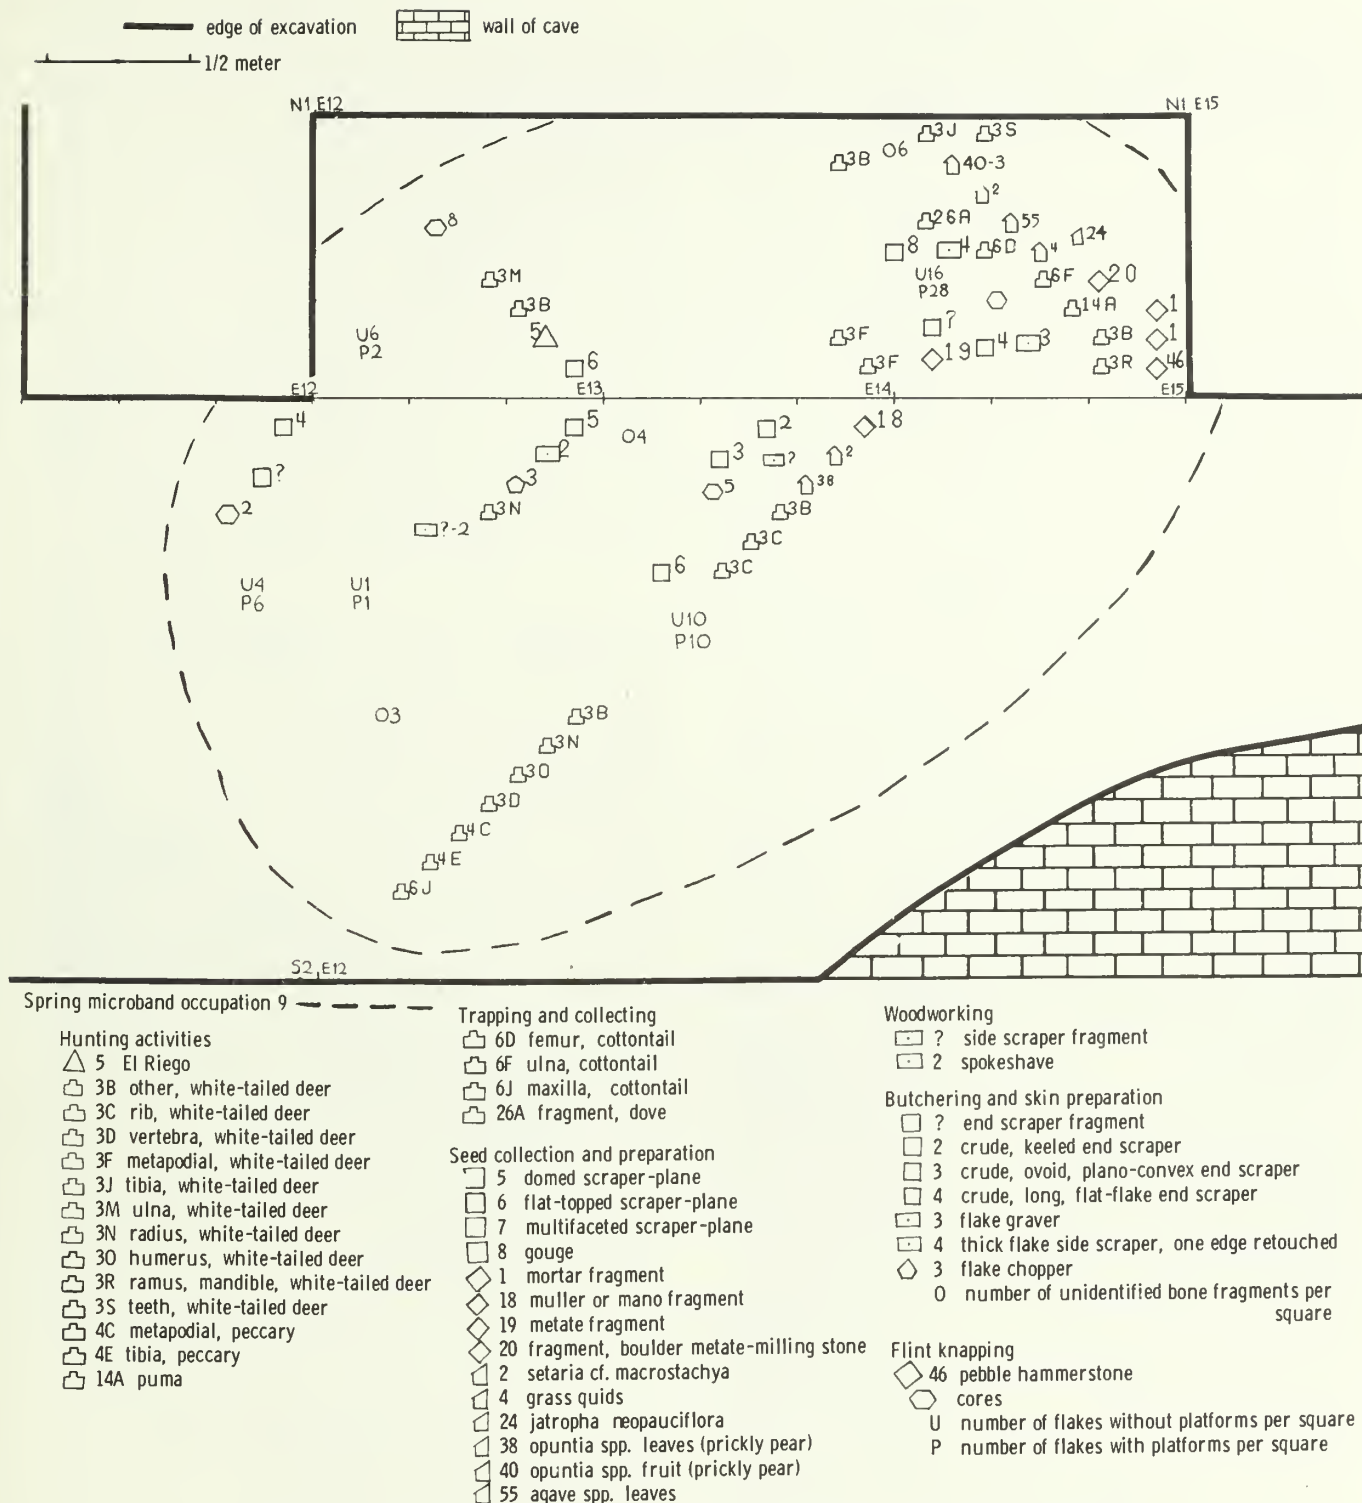 edge of excavation
wall of cave
1/2 meter
N1 E12
N1 E15
3J
3S
3B
O6
40-3
2
26A
55
8
8
4
6D
4
24
3M
U16
P28
6F
20
3B
14A
1
U6
P2
5
3F
?
4
3
3B
1
6
3F
19
3R
46
E12
E13
E14
E15
4
5
O4
2
18
2
3
?
2
?
3
5
38
2
3N
3B
?-2
3C
6
3C
U4
P6
U1
P1
U10
P10
O3
3B
3N
3O
3D
4C
4E
6J
S2 E12
Spring microband occupation 9
Hunting activities
5 El Riego
3B other, white-tailed deer
3C rib, white-tailed deer
3D vertebra, white-tailed deer
3F metapodial, white-tailed deer
3J tibia, white-tailed deer
3M ulna, white-tailed deer
3N radius, white-tailed deer
3O humerus, white-tailed deer
3R ramus, mandible, white-tailed deer
3S teeth, white-tailed deer
4C metapodial, peccary
4E tibia, peccary
14A puma
Trapping and collecting
6D femur, cottontail
6F ulna, cottontail
6J maxilla, cottontail
26A fragment, dove
Seed collection and preparation
5 domed scraper-plane
6 flat-topped scraper-plane
7 multifaceted scraper-plane
8 gouge
1 mortar fragment
18 muller or mano fragment
19 metate fragment
20 fragment, boulder metate-milling stone
2 setaria cf. macrostachya
4 grass quids
24 jatropha neopauciflora
38 opuntia spp. leaves (prickly pear)
40 opuntia spp. fruit (prickly pear)
55 agave spp. leaves
Woodworking
? side scraper fragment
2 spokeshave
Butchering and skin preparation
? end scraper fragment
2 crude, keeled end scraper
3 crude, ovoid, plano-convex end scraper
4 crude, long, flat-flake end scraper
3 flake graver
4 thick flake side scraper, one edge retouched
3 flake chopper
O number of unidentified bone fragments per
square
Flint knapping
46 pebble hammerstone
cores
U number of flakes without platforms per square
P number of flakes with platforms per square